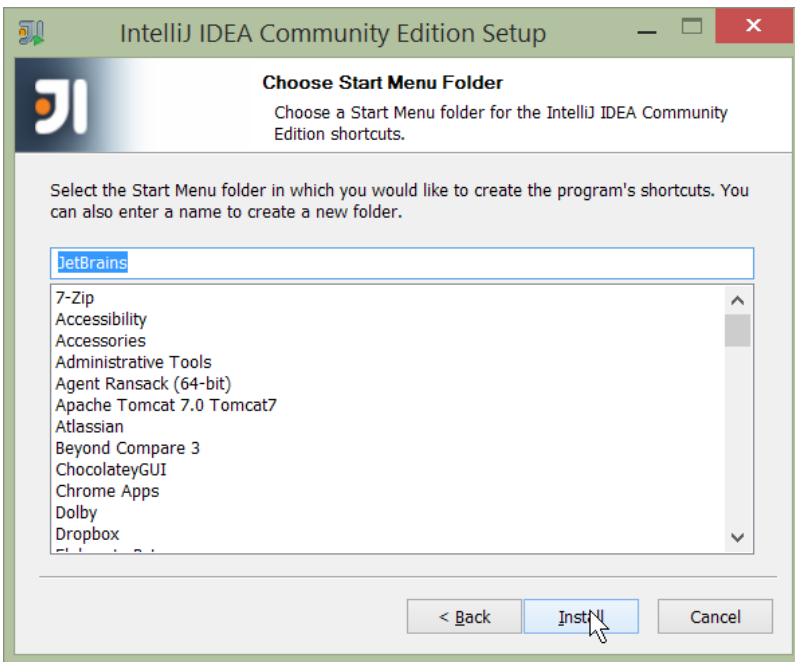 IntelliJ IDEA Community Edition Setup
JI
Choose Start Menu Folder
Choose a Start Menu folder for the IntelliJ IDEA Community
Edition shortcuts.
Select the Start Menu folder in which you would like to create the program's shortcuts. You
can also enter a name to create a new folder.
JetBrains
7-Zip
Accessibility
Accessories
Administrative Tools
Agent Ransack (64-bit)
Apache Tomcat 7.0 Tomcat7
Atlassian
Beyond Compare 3
ChocolateyGUI
Chrome Apps
Dolby
Dropbox
< Back Install Cancel